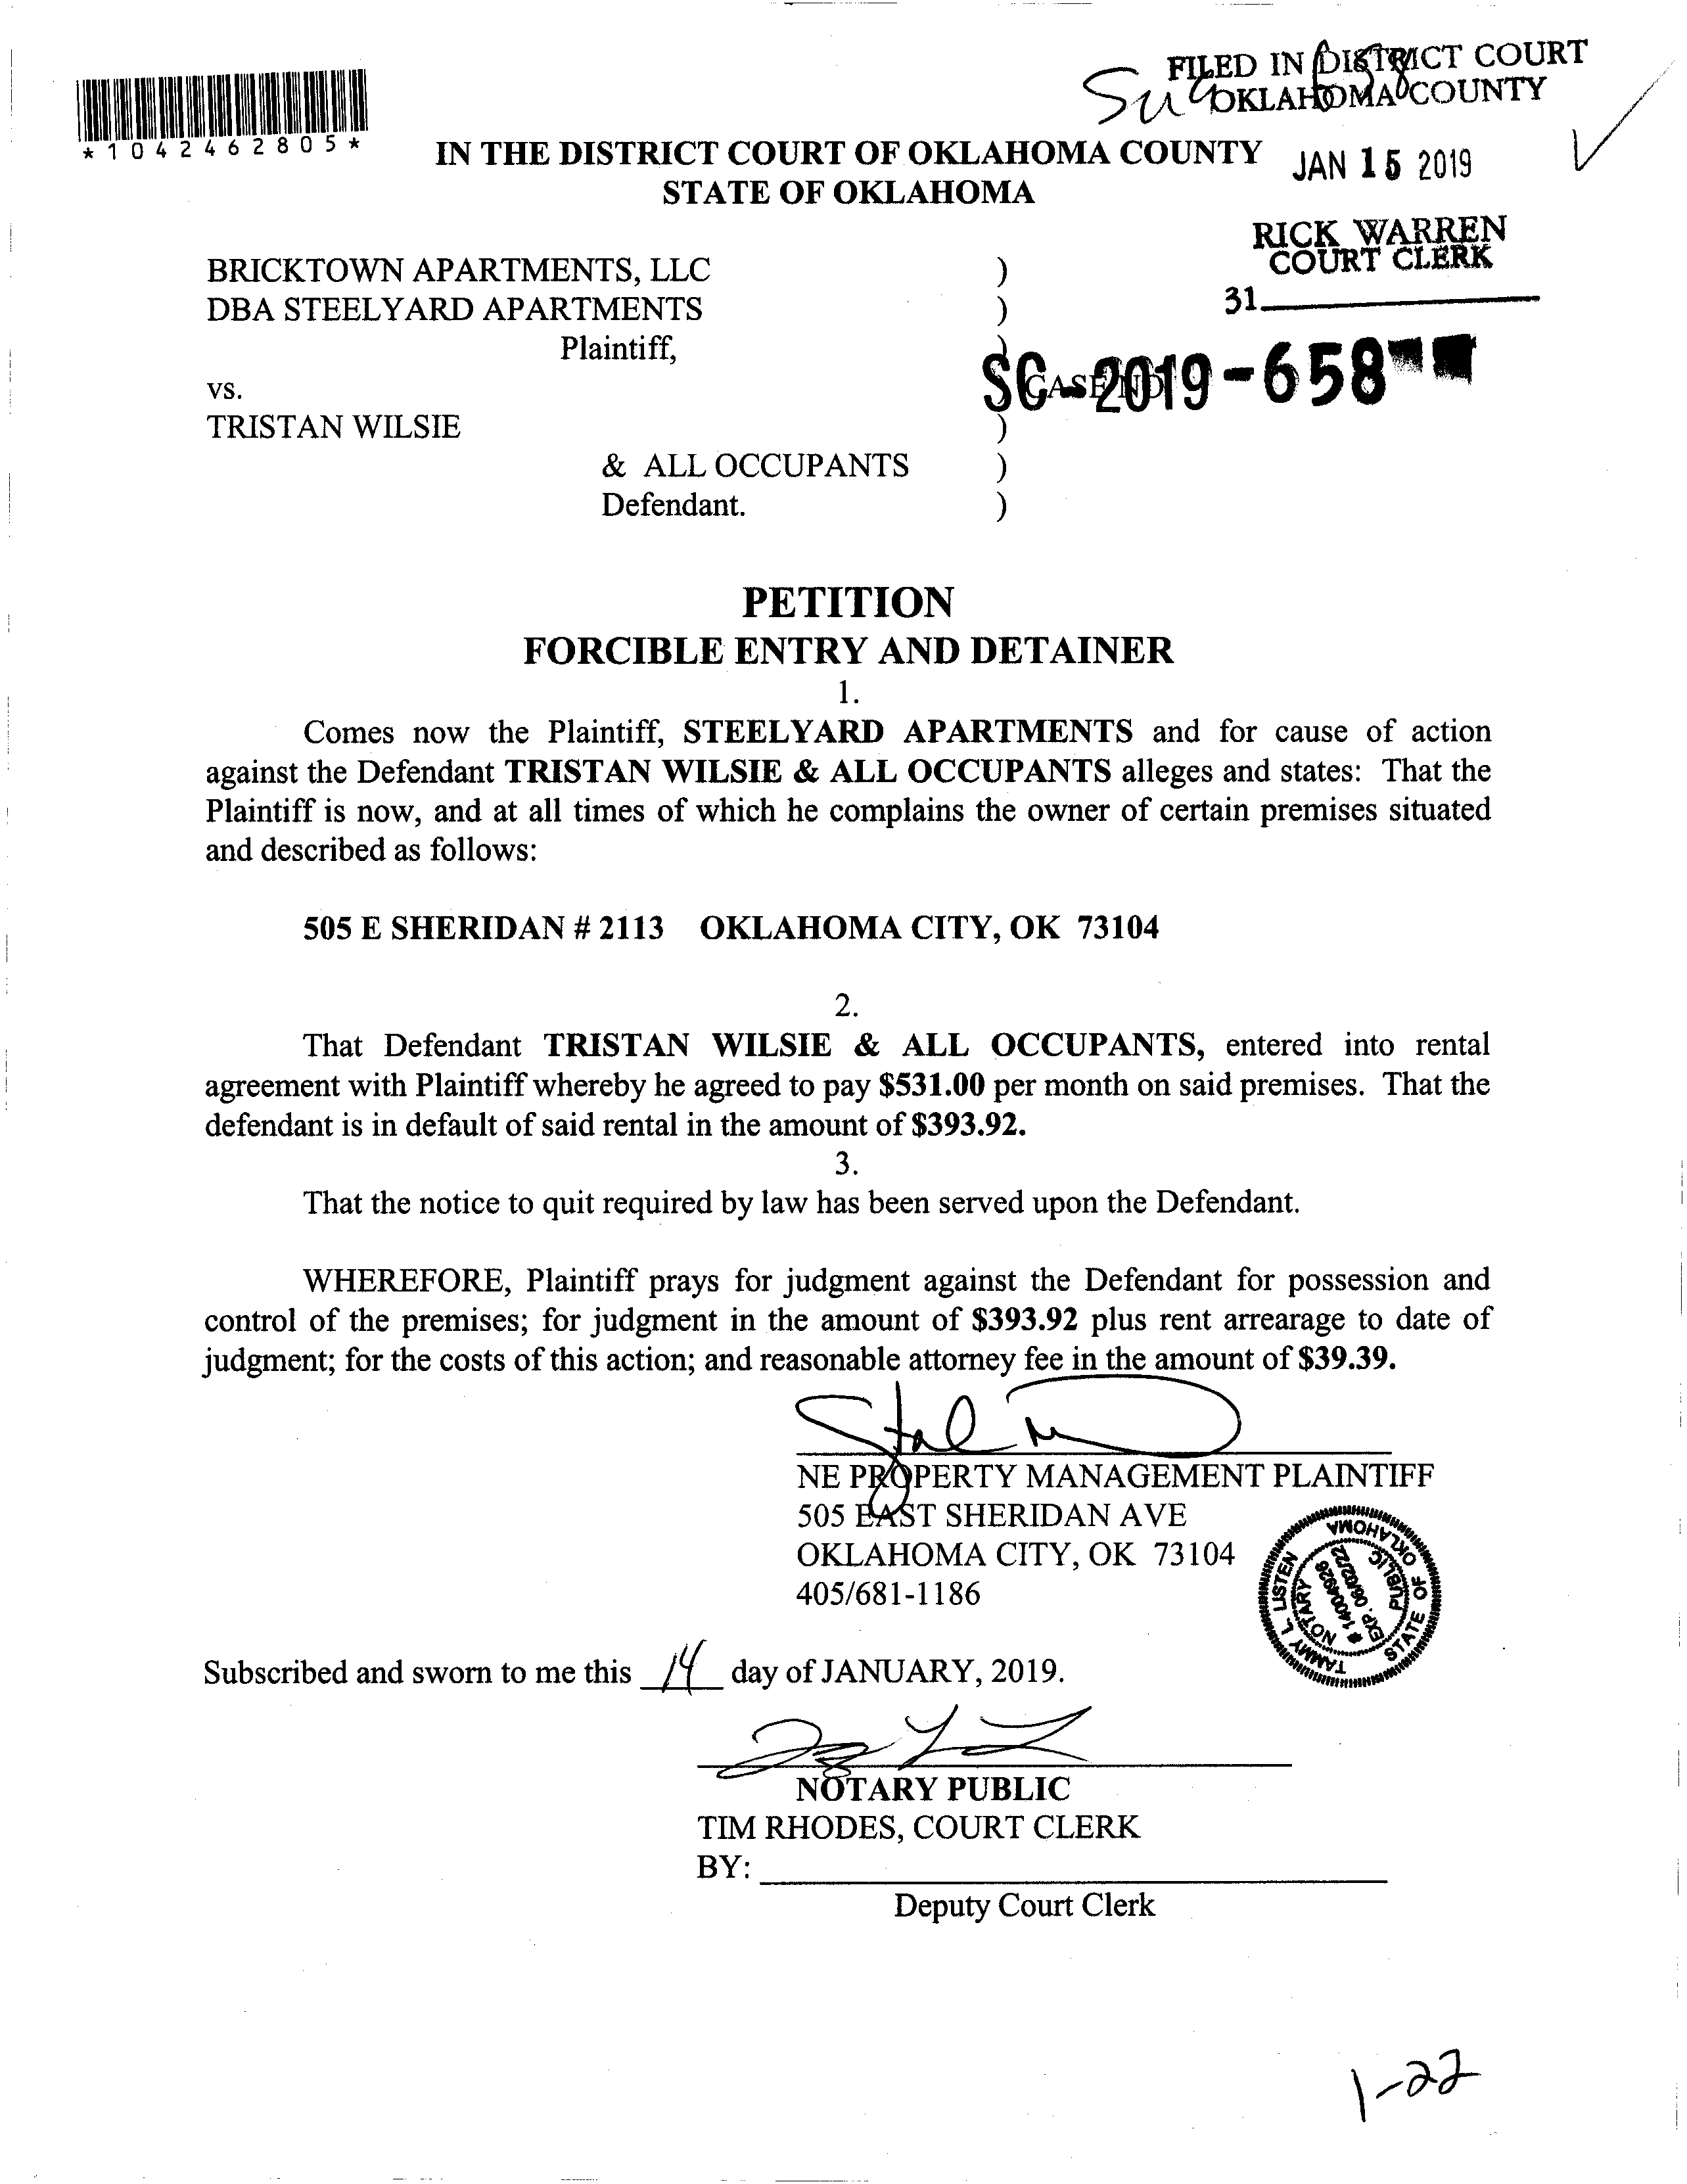 FILED IN DISTRICT COURT
OKLAHOMA COUNTY
*1042462805*
IN THE DISTRICT COURT OF OKLAHOMA COUNTY
STATE OF OKLAHOMA
JAN 15 2019
RICK WARREN
COURT CLERK
31
BRICKTOWN APARTMENTS, LLC )
DBA STEELYARD APARTMENTS )
Plaintiff, )
SC-2019-658
CASE NO
vs.
TRISTAN WILSIE )
& ALL OCCUPANTS )
Defendant. )
PETITION
FORCIBLE ENTRY AND DETAINER
1.
Comes now the Plaintiff, STEELYARD APARTMENTS and for cause of action
against the Defendant TRISTAN WILSIE & ALL OCCUPANTS alleges and states: That the
Plaintiff is now, and at all times of which he complains the owner of certain premises situated
and described as follows:
505 E SHERIDAN # 2113 OKLAHOMA CITY, OK 73104
2.
That Defendant TRISTAN WILSIE & ALL OCCUPANTS, entered into rental
agreement with Plaintiff whereby he agreed to pay $531.00 per month on said premises. That the
defendant is in default of said rental in the amount of $393.92.
3.
That the notice to quit required by law has been served upon the Defendant.
WHEREFORE, Plaintiff prays for judgment against the Defendant for possession and
control of the premises; for judgment in the amount of $393.92 plus rent arrearage to date of
judgment; for the costs of this action; and reasonable attorney fee in the amount of $39.39.
NE PROPERTY MANAGEMENT PLAINTIFF
505 EAST SHERIDAN AVE
OKLAHOMA CITY, OK 73104
405/681-1186
TAMMY L. LISTEN
NOTARY PUBLIC
# 14004926
EXP. 06/02/22
STATE OF OKLAHOMA
Subscribed and sworn to me this 14 day of JANUARY, 2019.
NOTARY PUBLIC
TIM RHODES, COURT CLERK
BY:
Deputy Court Clerk
1-22